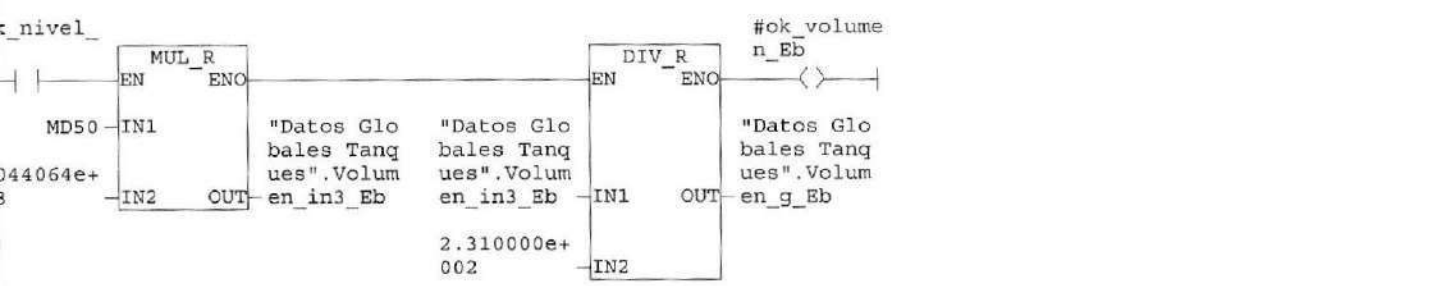 _nivel_
#ok_volume
n_Eb
MUL_R
DIV_R
EN ENO
EN ENO
MD50 IN1
"Datos Glo
bales Tanq
ues".Volum
en_in3_Eb
"Datos Glo
bales Tanq
ues".Volum
en_in3_Eb
"Datos Glo
bales Tanq
ues".Volum
en_g_Eb
044064e+
IN2 OUT
IN1 OUT
2.310000e+
002
IN2